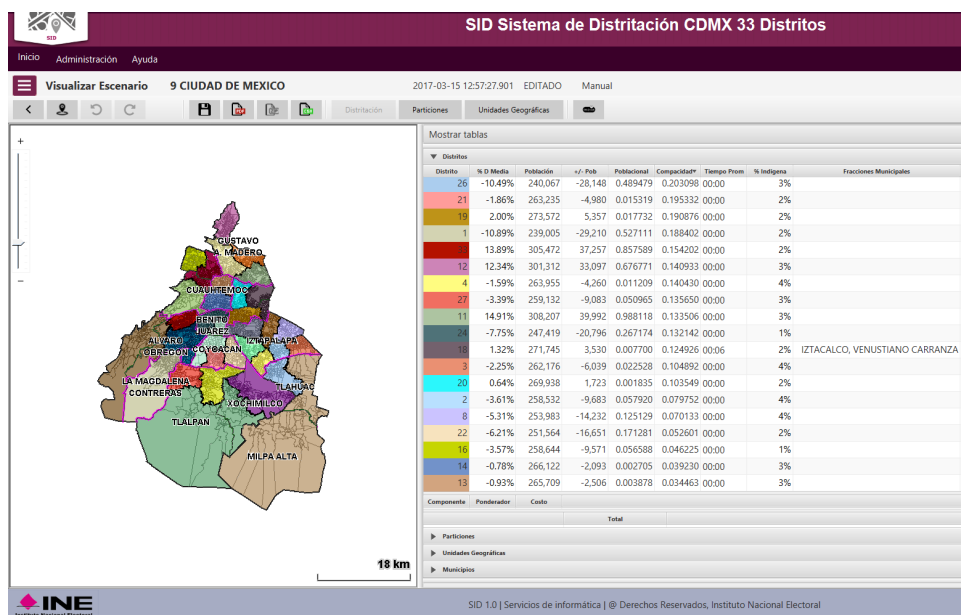 SID
SID Sistema de Distritación CDMX 33 Distritos
Inicio Administración Ayuda
Visualizar Escenario 9 CIUDAD DE MEXICO 2017-03-15 12:57:27.901 EDITADO Manual
Distritación Particiones Unidades Geográficas
Mostrar tablas
Distritos
Distrito % D Media Población +/- Pob Poblacional Compacidad Tiempo Prom % Indigena Fracciones Municipales
26 -10.49% 240,067 -28,148 0.489479 0.203098 00:00 3%
21 -1.86% 263,235 -4,980 0.015319 0.195332 00:00 2%
19 2.00% 273,572 5,357 0.017732 0.190876 00:00 2%
1 -10.89% 239,005 -29,210 0.527111 0.188402 00:00 2%
13.89% 305,472 37,257 0.857589 0.154202 00:00 2%
12 12.34% 301,312 33,097 0.676771 0.140933 00:00 3%
4 -1.59% 263,955 -4,260 0.011209 0.140430 00:00 4%
27 -3.39% 259,132 -9,083 0.050965 0.135650 00:00 3%
11 14.91% 308,207 39,992 0.988118 0.133506 00:00 3%
24 -7.75% 247,419 -20,796 0.267174 0.132142 00:00 1%
18 1.32% 271,745 3,530 0.007700 0.124926 00:06 2% IZTACALCO, VENUSTIANO CARRANZA
3 -2.25% 262,176 -6,039 0.022528 0.104892 00:00 4%
20 0.64% 269,938 1,723 0.001835 0.103549 00:00 2%
2 -3.61% 258,532 -9,683 0.057920 0.079752 00:00 4%
8 -5.31% 253,983 -14,232 0.125129 0.070133 00:00 4%
22 -6.21% 251,564 -16,651 0.171281 0.052601 00:00 2%
16 -3.57% 258,644 -9,571 0.056588 0.046225 00:00 1%
14 -0.78% 266,122 -2,093 0.002705 0.039230 00:00 3%
13 -0.93% 265,709 -2,506 0.003878 0.034463 00:00 3%
Componente Ponderador Costo
Total
Particiones
Unidades Geográficas
Municipios
+
-
GUSTAVO
A. MADERO
CUAUHTEMOC
BENITO
JUAREZ
ALVARO
OBREGON
COYOACAN
IZTAPALAPA
LA MAGDALENA
CONTRERAS
TLAHUAC
XOCHIMILCO
TLALPAN
MILPA ALTA
18 km
INE
Instituto Nacional Electoral
SID 1.0 | Servicios de informática | @ Derechos Reservados, Instituto Nacional Electoral